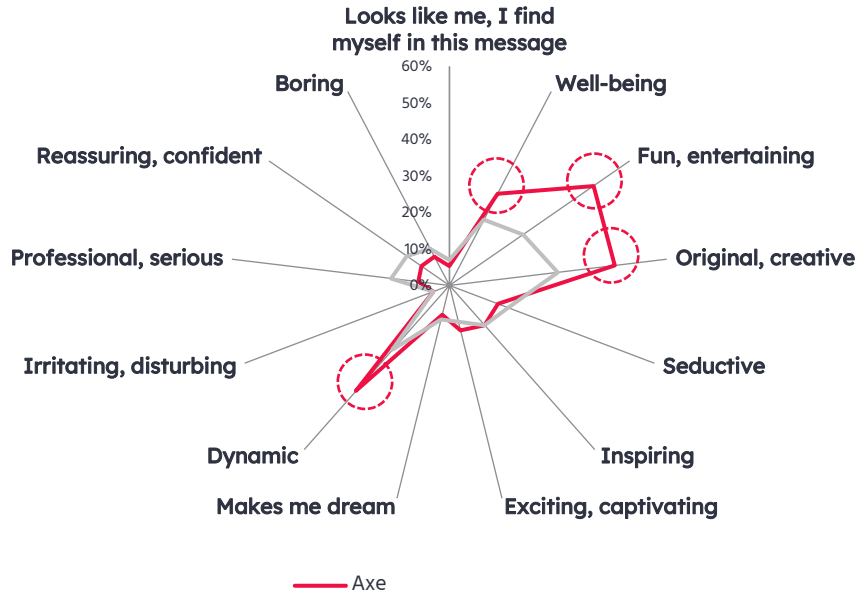 Looks like me, I find
myself in this message
60%
Boring
Well-being
50%
40%
Reassuring, confident
Fun, entertaining
30%
20%
10%
Professional, serious
Original, creative
0%
Irritating, disturbing
Seductive
Dynamic
Inspiring
Makes me dream
Exciting, captivating
Axe